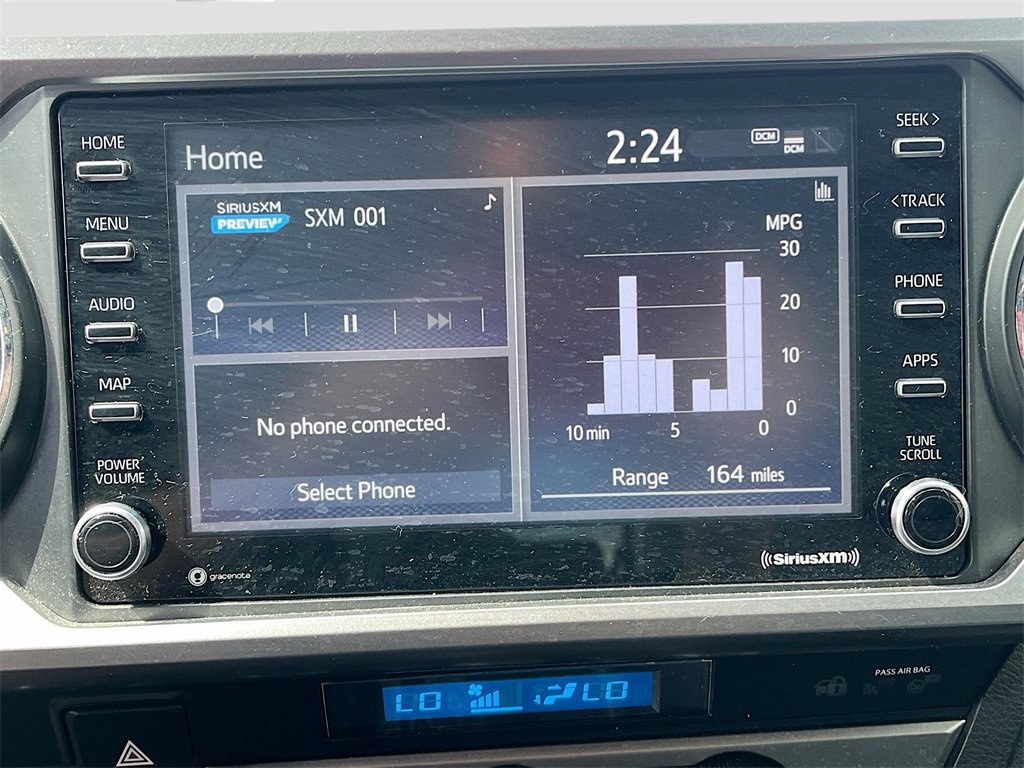 HOME
MENU
AUDIO
MAP
POWER
VOLUME
Home
2:24
DCM
DCM
SIRIUSXM
PREVIEW
SXM 001
No phone connected.
Select Phone
MPG
30
20
10
0
10 min 5 0
Range 164 miles
SEEK >
< TRACK
PHONE
APPS
TUNE
SCROLL
gracenote
((SiriusXM))
LO LO
PASS AIR BAG